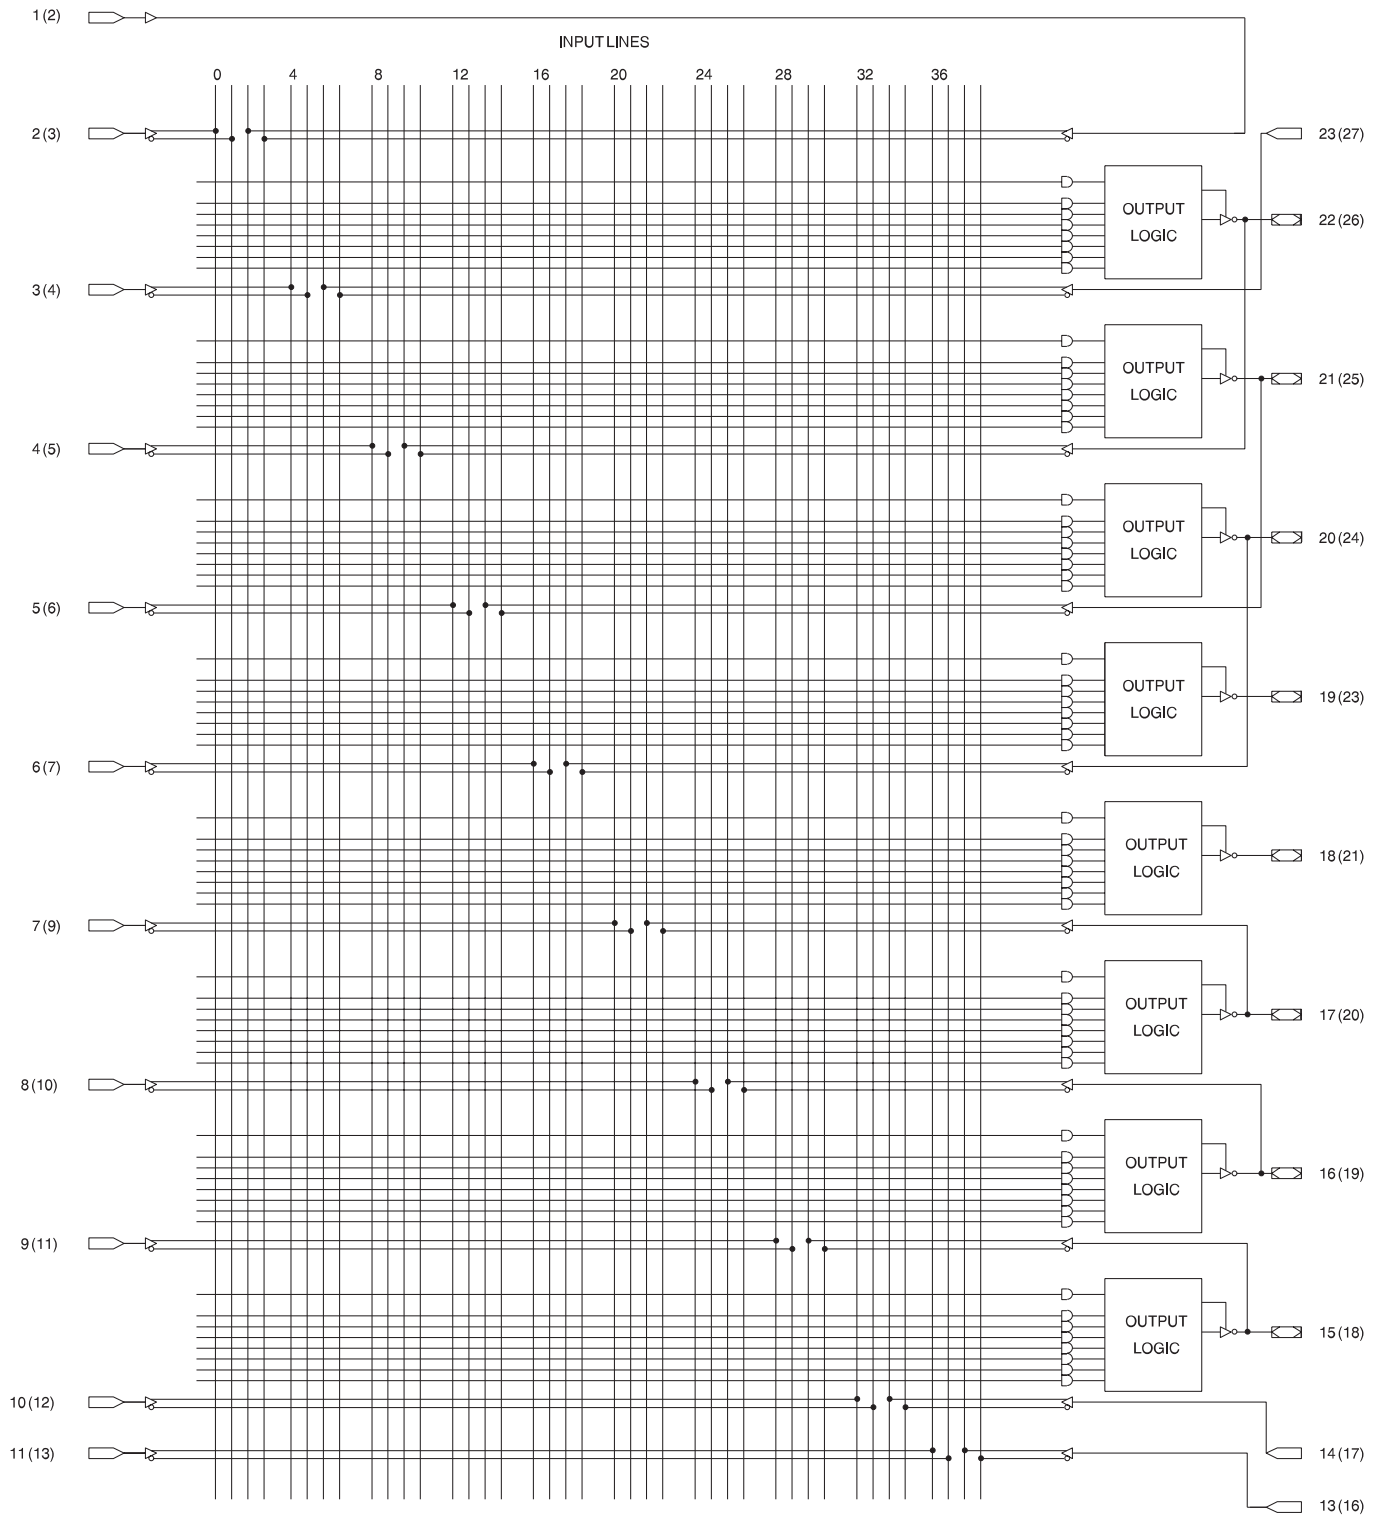 1 (2)
INPUT LINES
0 4 8 12 16 20 24 28 32 36
2 (3)
23 (27)
OUTPUT
LOGIC
22 (26)
3 (4)
OUTPUT
LOGIC
21 (25)
4 (5)
OUTPUT
LOGIC
20 (24)
5 (6)
OUTPUT
LOGIC
19 (23)
6 (7)
OUTPUT
LOGIC
18 (21)
7 (9)
OUTPUT
LOGIC
17 (20)
8 (10)
OUTPUT
LOGIC
16 (19)
9 (11)
OUTPUT
LOGIC
15 (18)
10 (12)
11 (13)
14 (17)
13 (16)